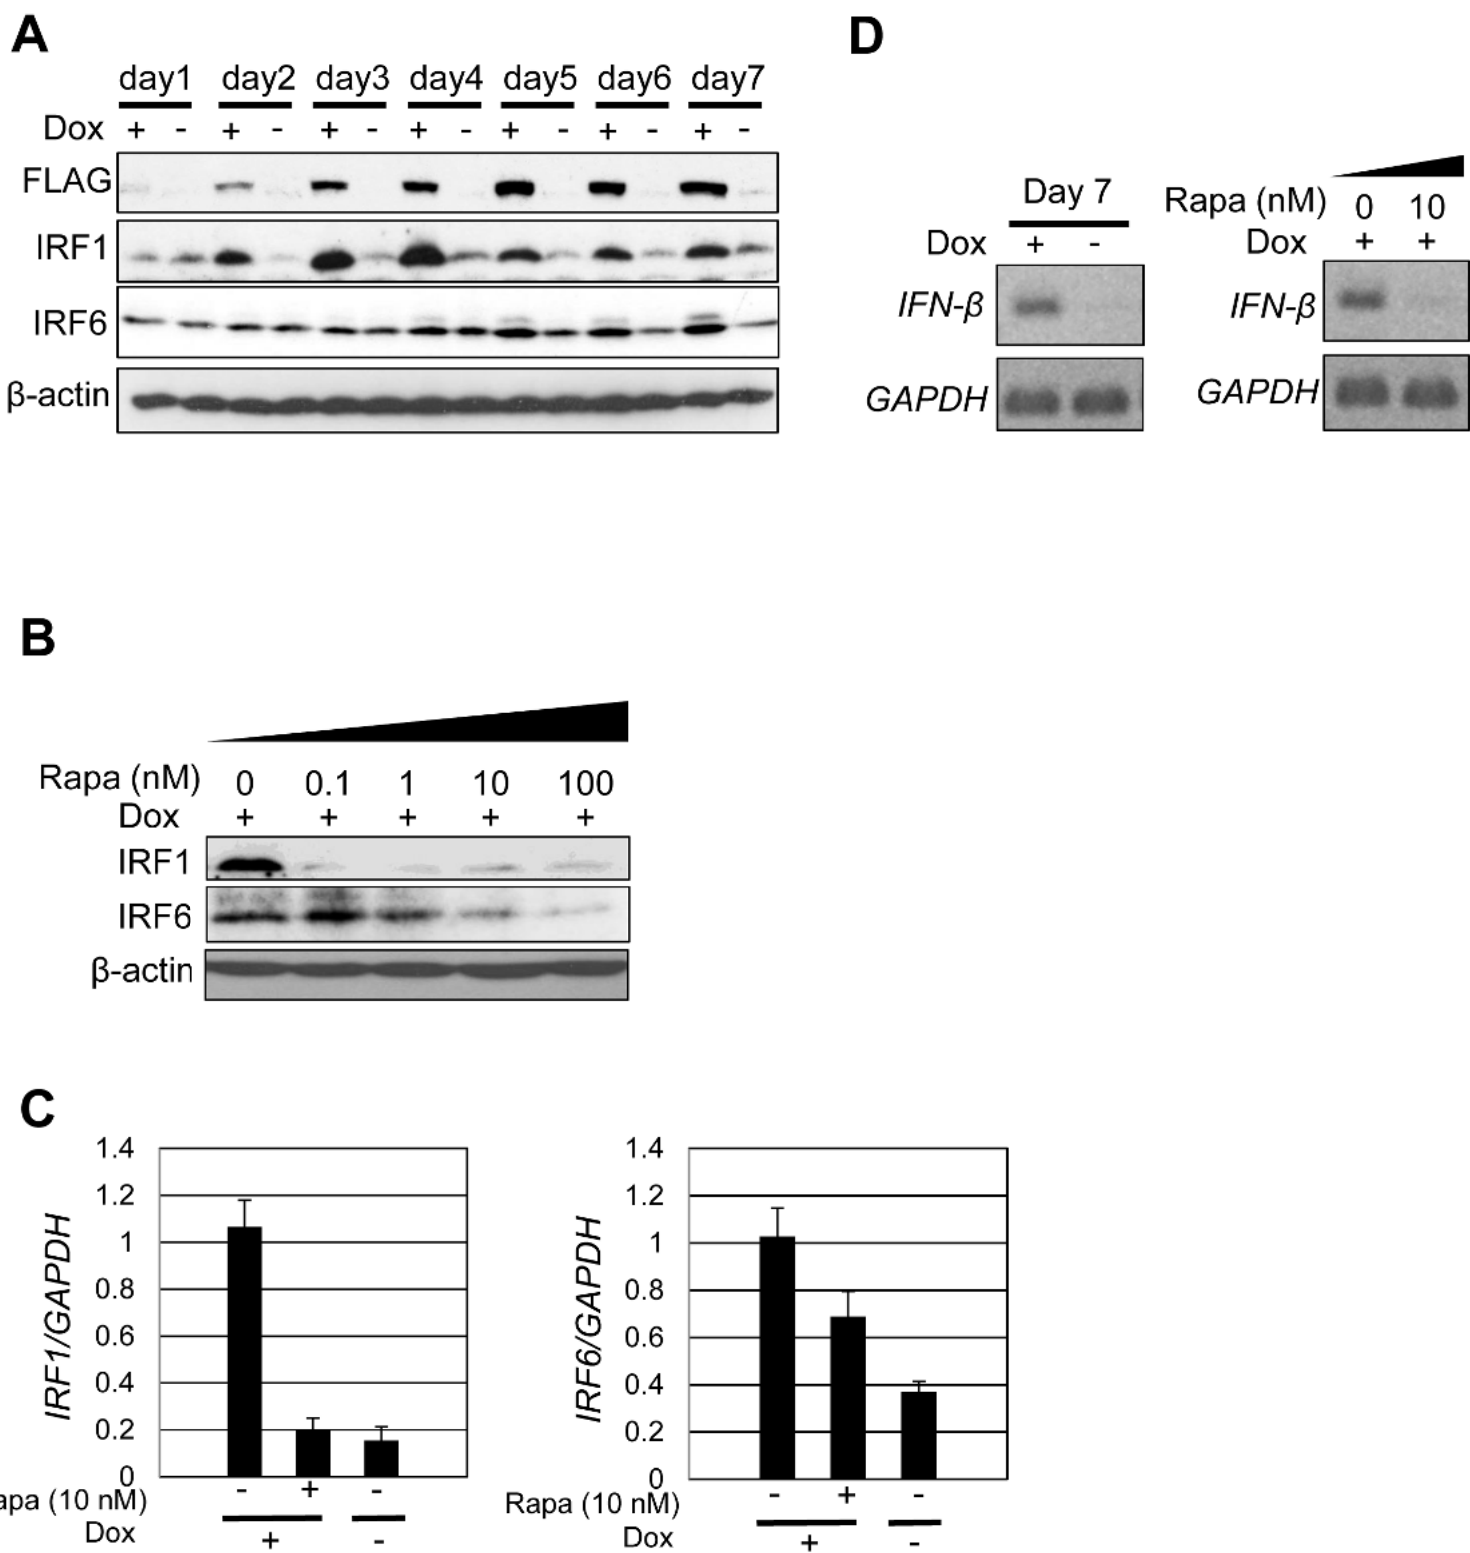 A
day1 day2 day3 day4 day5 day6 day7
Dox + - + - + - + - + - + - + -
FLAG
IRF1
IRF6
β-actin
D
Day 7
Dox + -
IFN-β
GAPDH
Rapa (nM) 0 10
Dox + +
IFN-β
GAPDH
B
Rapa (nM) 0 0.1 1 10 100
Dox + + + + +
IRF1
IRF6
β-actin
C
IRF1/GAPDH
1.4
1.2
1
0.8
0.6
0.4
0.2
0
apa (10 nM) - + -
Dox + -
IRF6/GAPDH
1.4
1.2
1
0.8
0.6
0.4
0.2
0
Rapa (10 nM) - + -
Dox + -